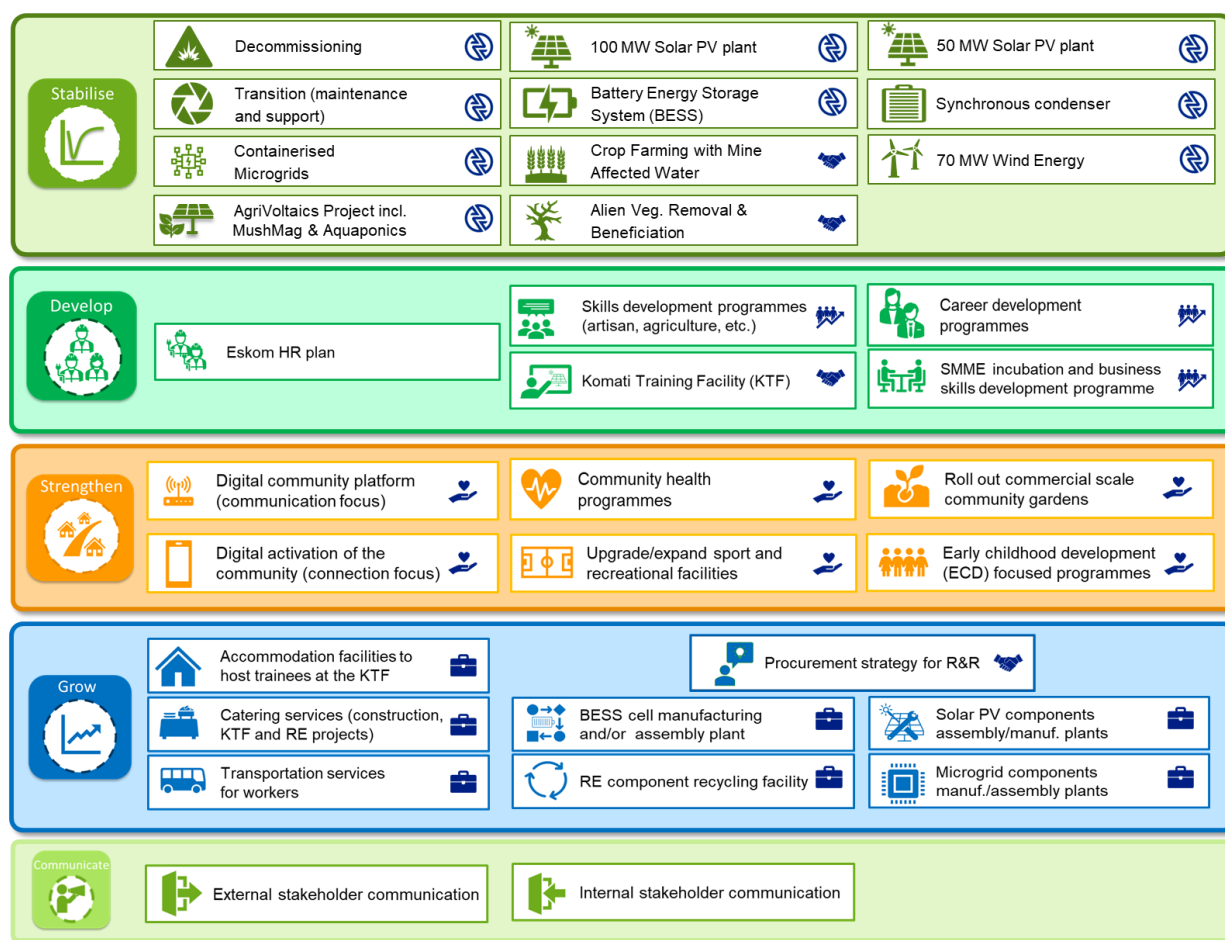 Stabilise
Decommissioning
100 MW Solar PV plant
50 MW Solar PV plant
Transition (maintenance
and support)
Battery Energy Storage
System (BESS)
Synchronous condenser
Containerised
Microgrids
Crop Farming with Mine
Affected Water
70 MW Wind Energy
AgriVoltaics Project incl.
MushMag & Aquaponics
Alien Veg. Removal &
Beneficiation
Develop
Eskom HR plan
Skills development programmes
(artisan, agriculture, etc.)
Career development
programmes
Komati Training Facility (KTF)
SMME incubation and business
skills development programme
Strengthen
Digital community platform
(communication focus)
Community health
programmes
Roll out commercial scale
community gardens
Digital activation of the
community (connection focus)
Upgrade/expand sport and
recreational facilities
Early childhood development
(ECD) focused programmes
Grow
Accommodation facilities to
host trainees at the KTF
Procurement strategy for R&R
Catering services (construction,
KTF and RE projects)
BESS cell manufacturing
and/or assembly plant
Solar PV components
assembly/manuf. plants
Transportation services
for workers
RE component recycling facility
Microgrid components
manuf./assembly plants
Communicate
External stakeholder communication
Internal stakeholder communication